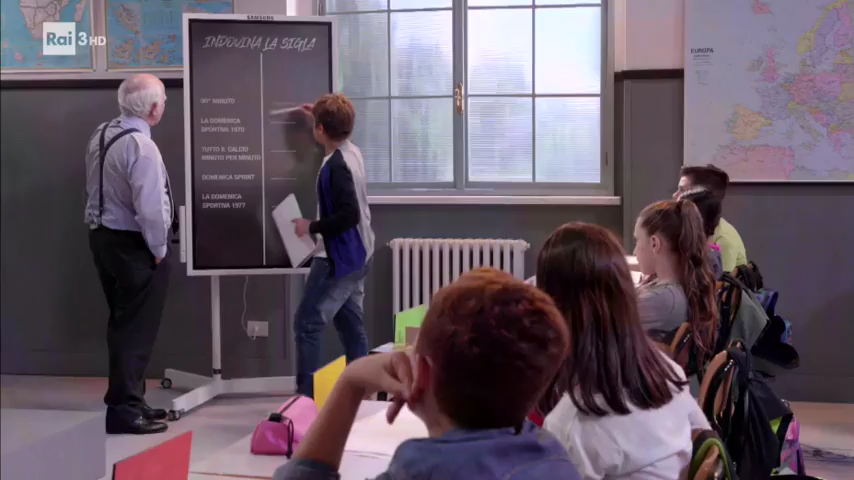 Rai 3 HD
SAMSUNG
INDOVINA LA SIGLA
90° MINUTO
LA DOMENICA
SPORTIVA 1970
TUTTO IL CALCIO
MINUTO PER MINUTO
DOMENICA SPRINT
LA DOMENICA
SPORTIVA 1977
EUROPA